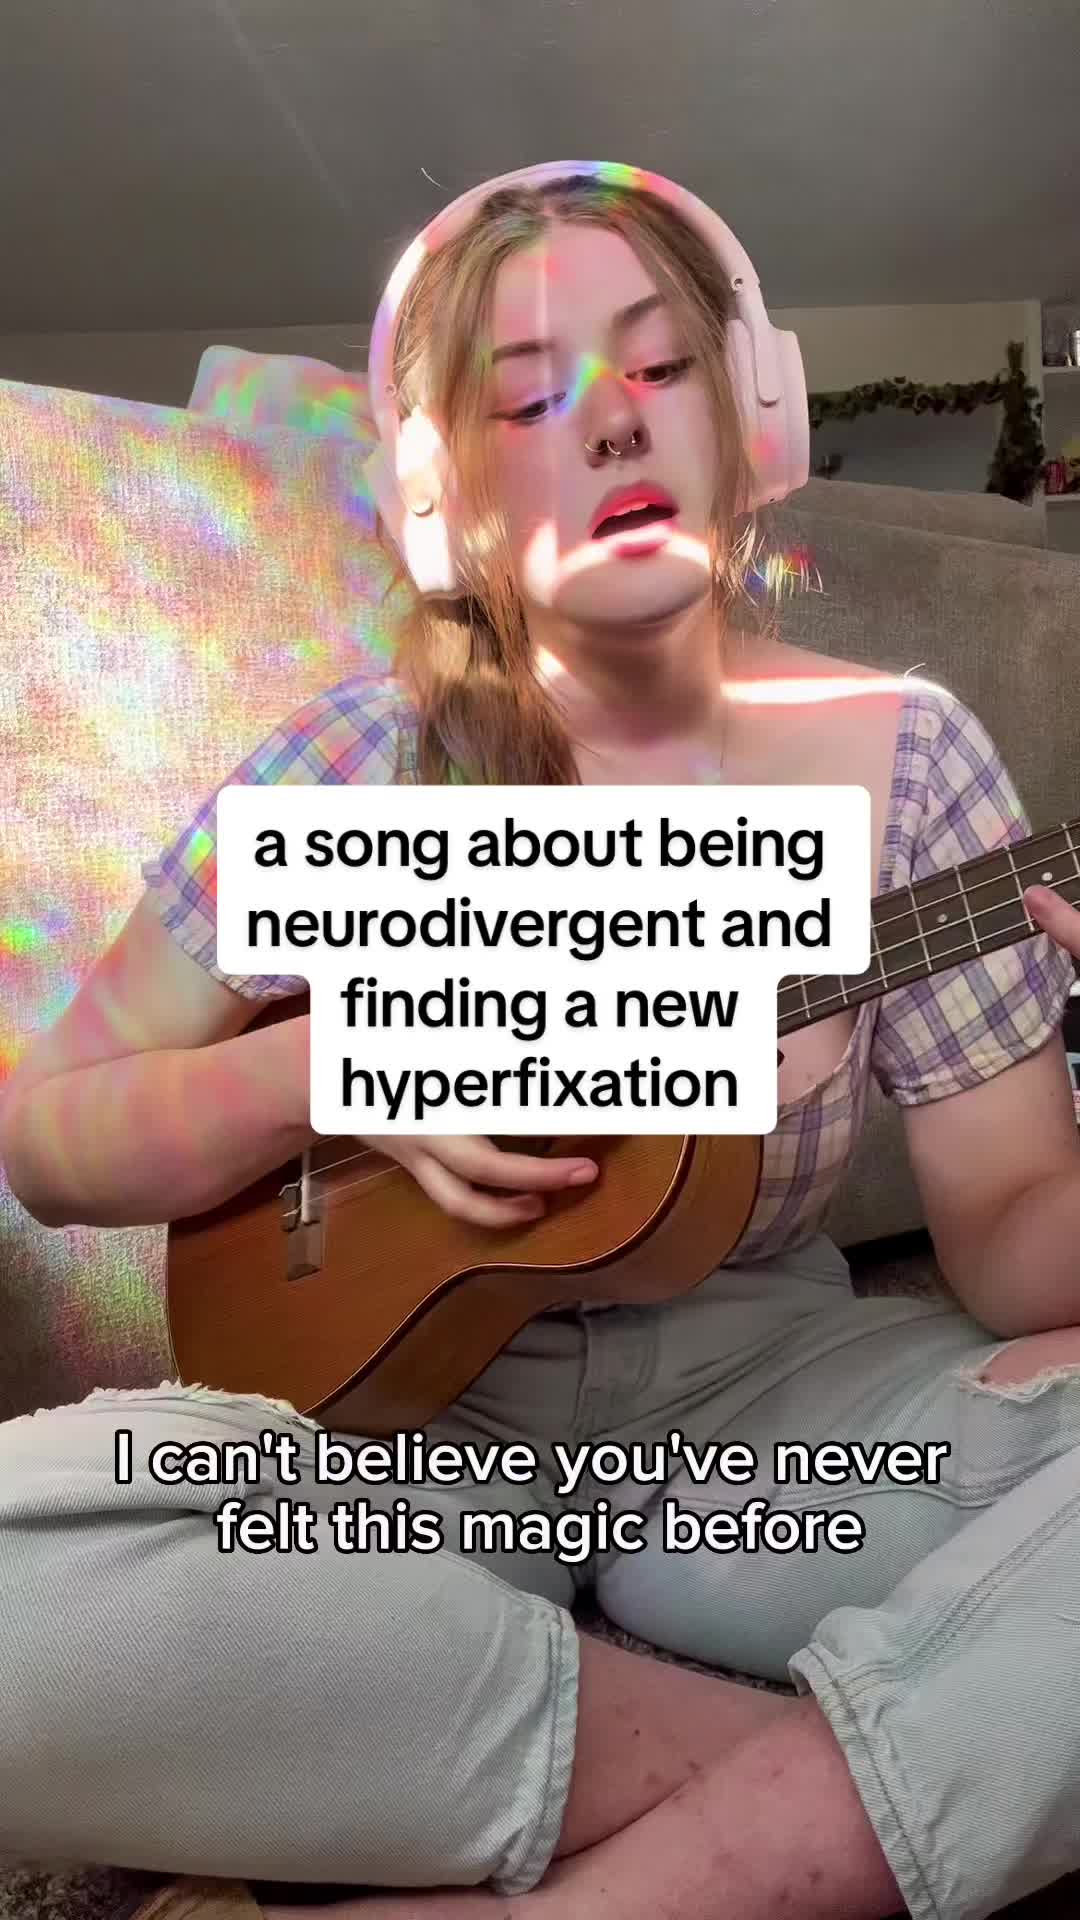 a song about being
neurodivergent and
finding a new
hyperfixation
I can't believe you've never
felt this magic before